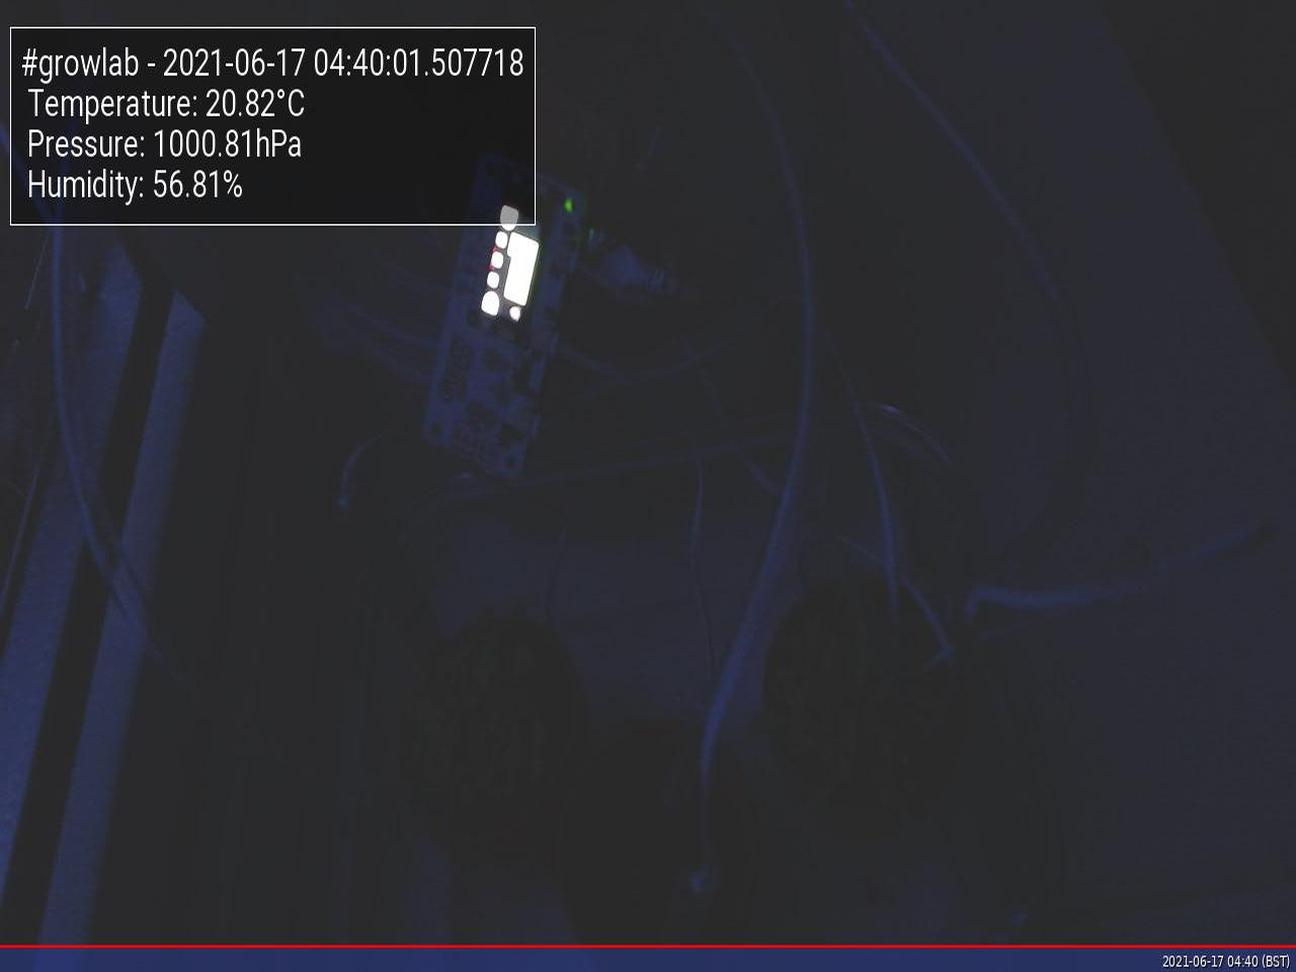 #growlab - 2021-06-17 04:40:01.507718
Temperature: 20.82°C
Pressure: 1000.81hPa
Humidity: 56.81%
2021-06-17 04:40 (BST)